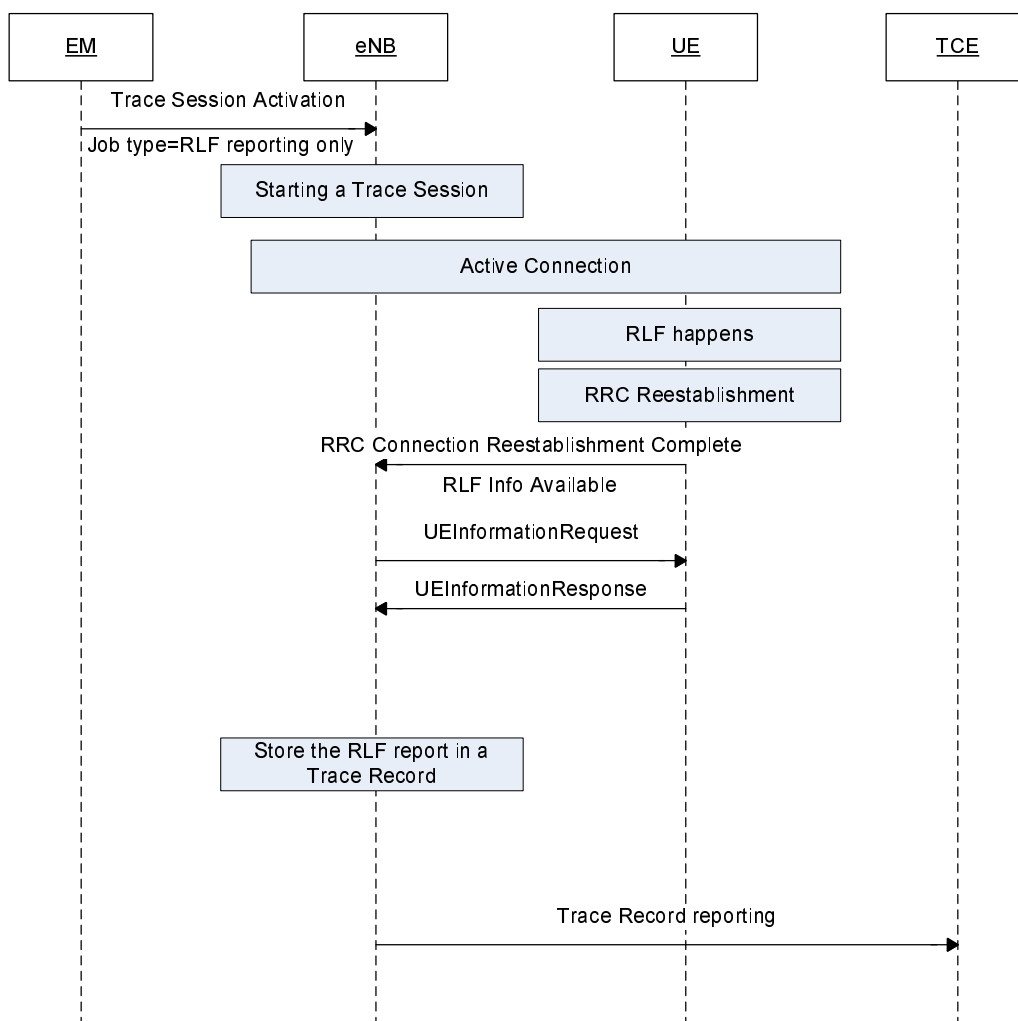 EM
eNB
UE
TCE
Trace Session Activation
Job type=RLF reporting only
Starting a Trace Session
Active Connection
RLF happens
RRC Reestablishment
RRC Connection Reestablishment Complete
RLF Info Available
UEInformationRequest
UEInformationResponse
Store the RLF report in a
Trace Record
Trace Record reporting